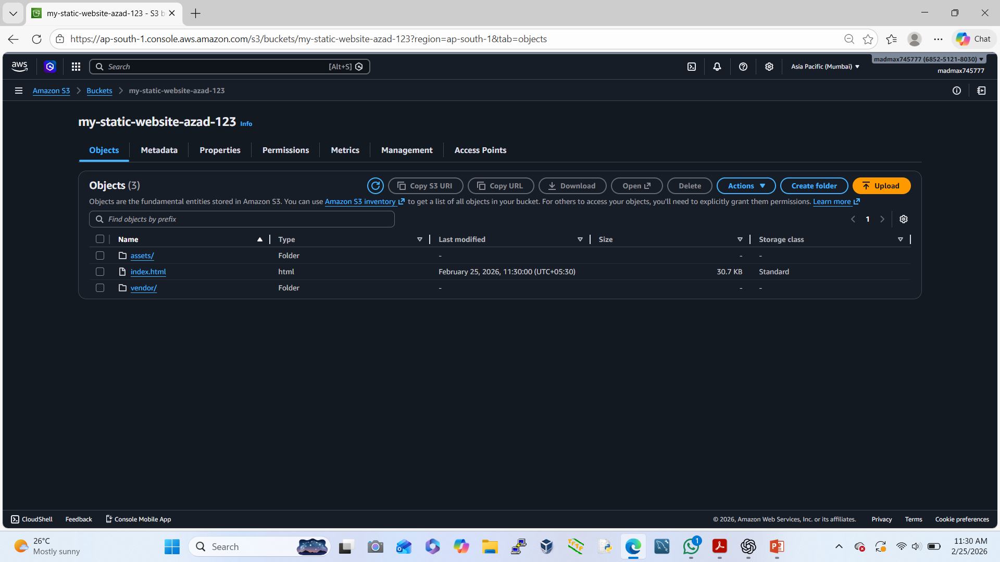 my-static-website-azad-123 - S3 b
https://ap-south-1.console.aws.amazon.com/s3/buckets/my-static-website-azad-123?region=ap-south-1&tab=objects
Chat
aws
Search
[Alt+S]
Asia Pacific (Mumbai)
madmax745777 (6852-5121-8030)
madmax745777
Amazon S3 > Buckets > my-static-website-azad-123
my-static-website-azad-123 Info
Objects
Metadata
Properties
Permissions
Metrics
Management
Access Points
Objects (3)
Copy S3 URI
Copy URL
Download
Open
Delete
Actions
Create folder
Upload
Objects are the fundamental entities stored in Amazon S3. You can use Amazon S3 inventory to get a list of all objects in your bucket. For others to access your objects, you'll need to explicitly grant them permissions. Learn more
Find objects by prefix
1
Name Type Last modified Size Storage class
assets/ Folder - - -
index.html html February 25, 2026, 11:30:00 (UTC+05:30) 30.7 KB Standard
vendor/ Folder - - -
CloudShell Feedback Console Mobile App
© 2026, Amazon Web Services, Inc. or its affiliates. Privacy Terms Cookie preferences
26°C
Mostly sunny
Search
TFTP
1
11:30 AM
2/25/2026